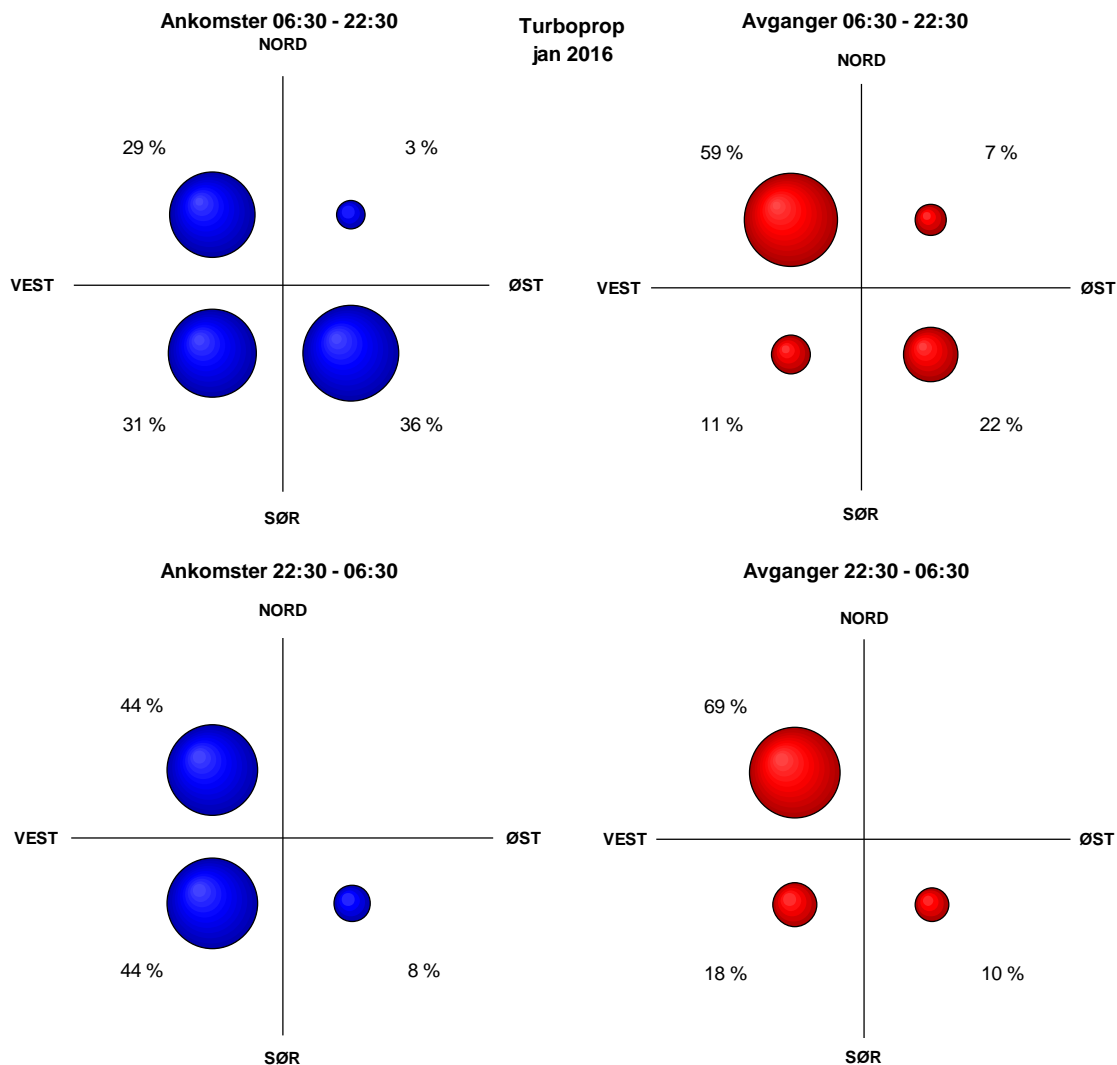 Ankomster 06:30 - 22:30
NORD
29 %
3 %
VEST
ØST
31 %
36 %
SØR
Turboprop
jan 2016
Avganger 06:30 - 22:30
NORD
59 %
7 %
VEST
ØST
11 %
22 %
SØR
Ankomster 22:30 - 06:30
NORD
44 %
VEST
ØST
44 %
8 %
SØR
Avganger 22:30 - 06:30
NORD
69 %
VEST
ØST
18 %
10 %
SØR